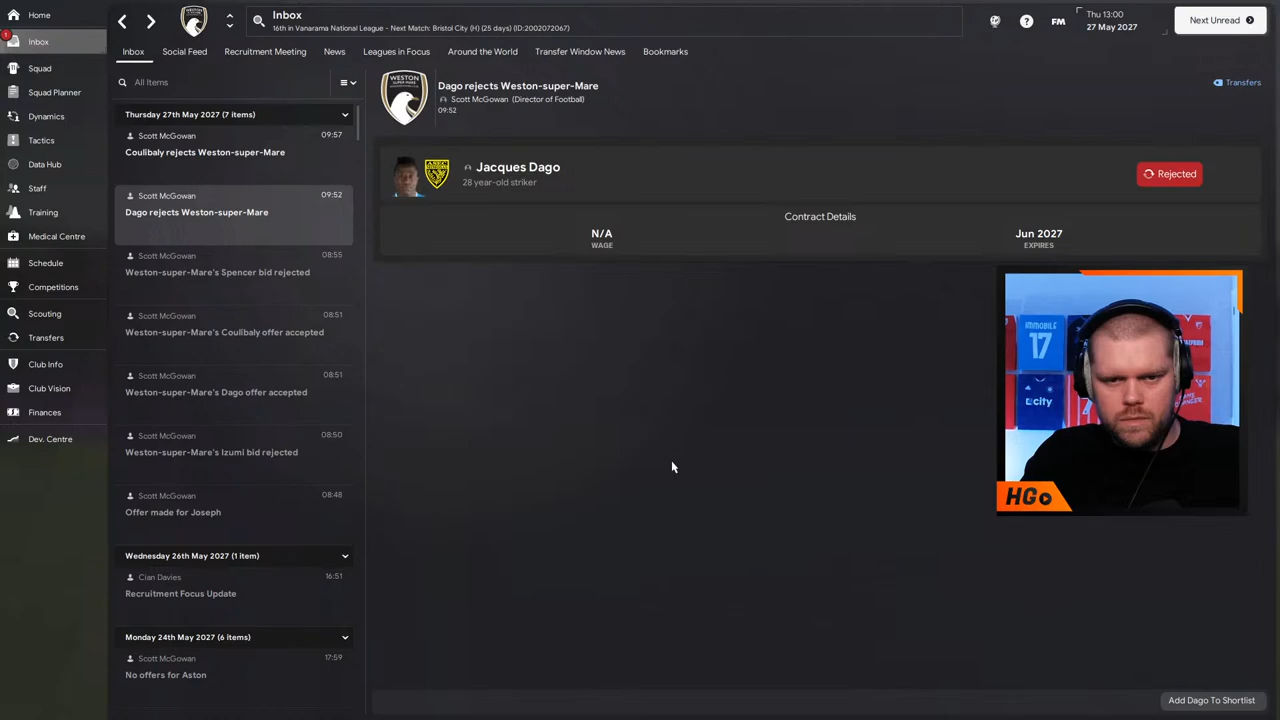 Home
1
Inbox
Squad
Squad Planner
Dynamics
Tactics
Data Hub
Staff
Training
Medical Centre
Schedule
Competitions
Scouting
Transfers
Club Info
Club Vision
Finances
Dev. Centre
Inbox
16th in Vanarama National League - Next Match: Bristol City (H) (25 days) (ID:2002072067)
FM
Thu 13:00
27 May 2027
Next Unread
Inbox
Social Feed
Recruitment Meeting
News
Leagues in Focus
Around the World
Transfer Window News
Bookmarks
All Items
Thursday 27th May 2027 (7 items)
Scott McGowan 09:57
Coulibaly rejects Weston-super-Mare
Scott McGowan 09:52
Dago rejects Weston-super-Mare
Scott McGowan 08:55
Weston-super-Mare's Spencer bid rejected
Scott McGowan 08:51
Weston-super-Mare's Coulibaly offer accepted
Scott McGowan 08:51
Weston-super-Mare's Dago offer accepted
Scott McGowan 08:50
Weston-super-Mare's Izumi bid rejected
Scott McGowan 08:48
Offer made for Joseph
Wednesday 26th May 2027 (1 item)
Cian Davies 16:51
Recruitment Focus Update
Monday 24th May 2027 (6 items)
Scott McGowan 17:59
No offers for Aston
WESTON
Dago rejects Weston-super-Mare
Scott McGowan (Director of Football)
09:52
Transfers
Jacques Dago
28 year-old striker
Rejected
Contract Details
N/A
WAGE
Jun 2027
EXPIRES
IMMOBILE
17
city
HGo
Add Dago To Shortlist